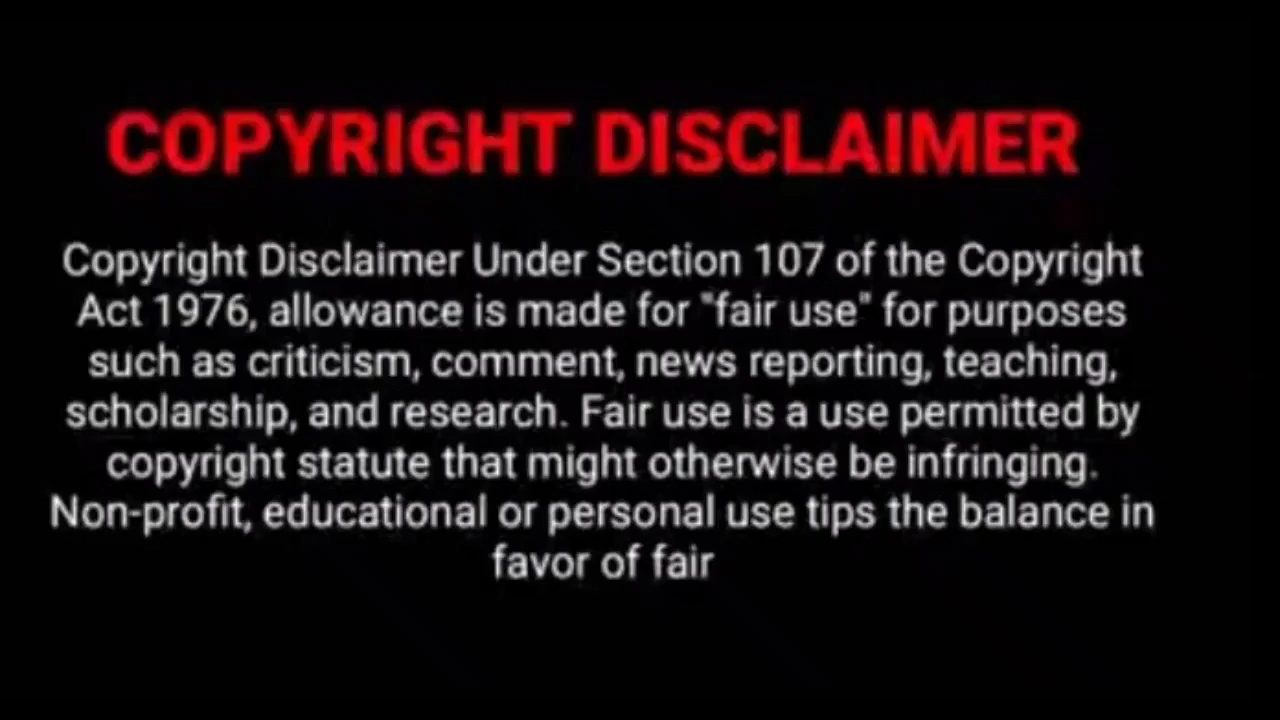 COPYRIGHT DISCLAIMER
Copyright Disclaimer Under Section 107 of the Copyright
Act 1976, allowance is made for "fair use" for purposes
such as criticism, comment, news reporting, teaching,
scholarship, and research. Fair use is a use permitted by
copyright statute that might otherwise be infringing.
Non-profit, educational or personal use tips the balance in
favor of fair